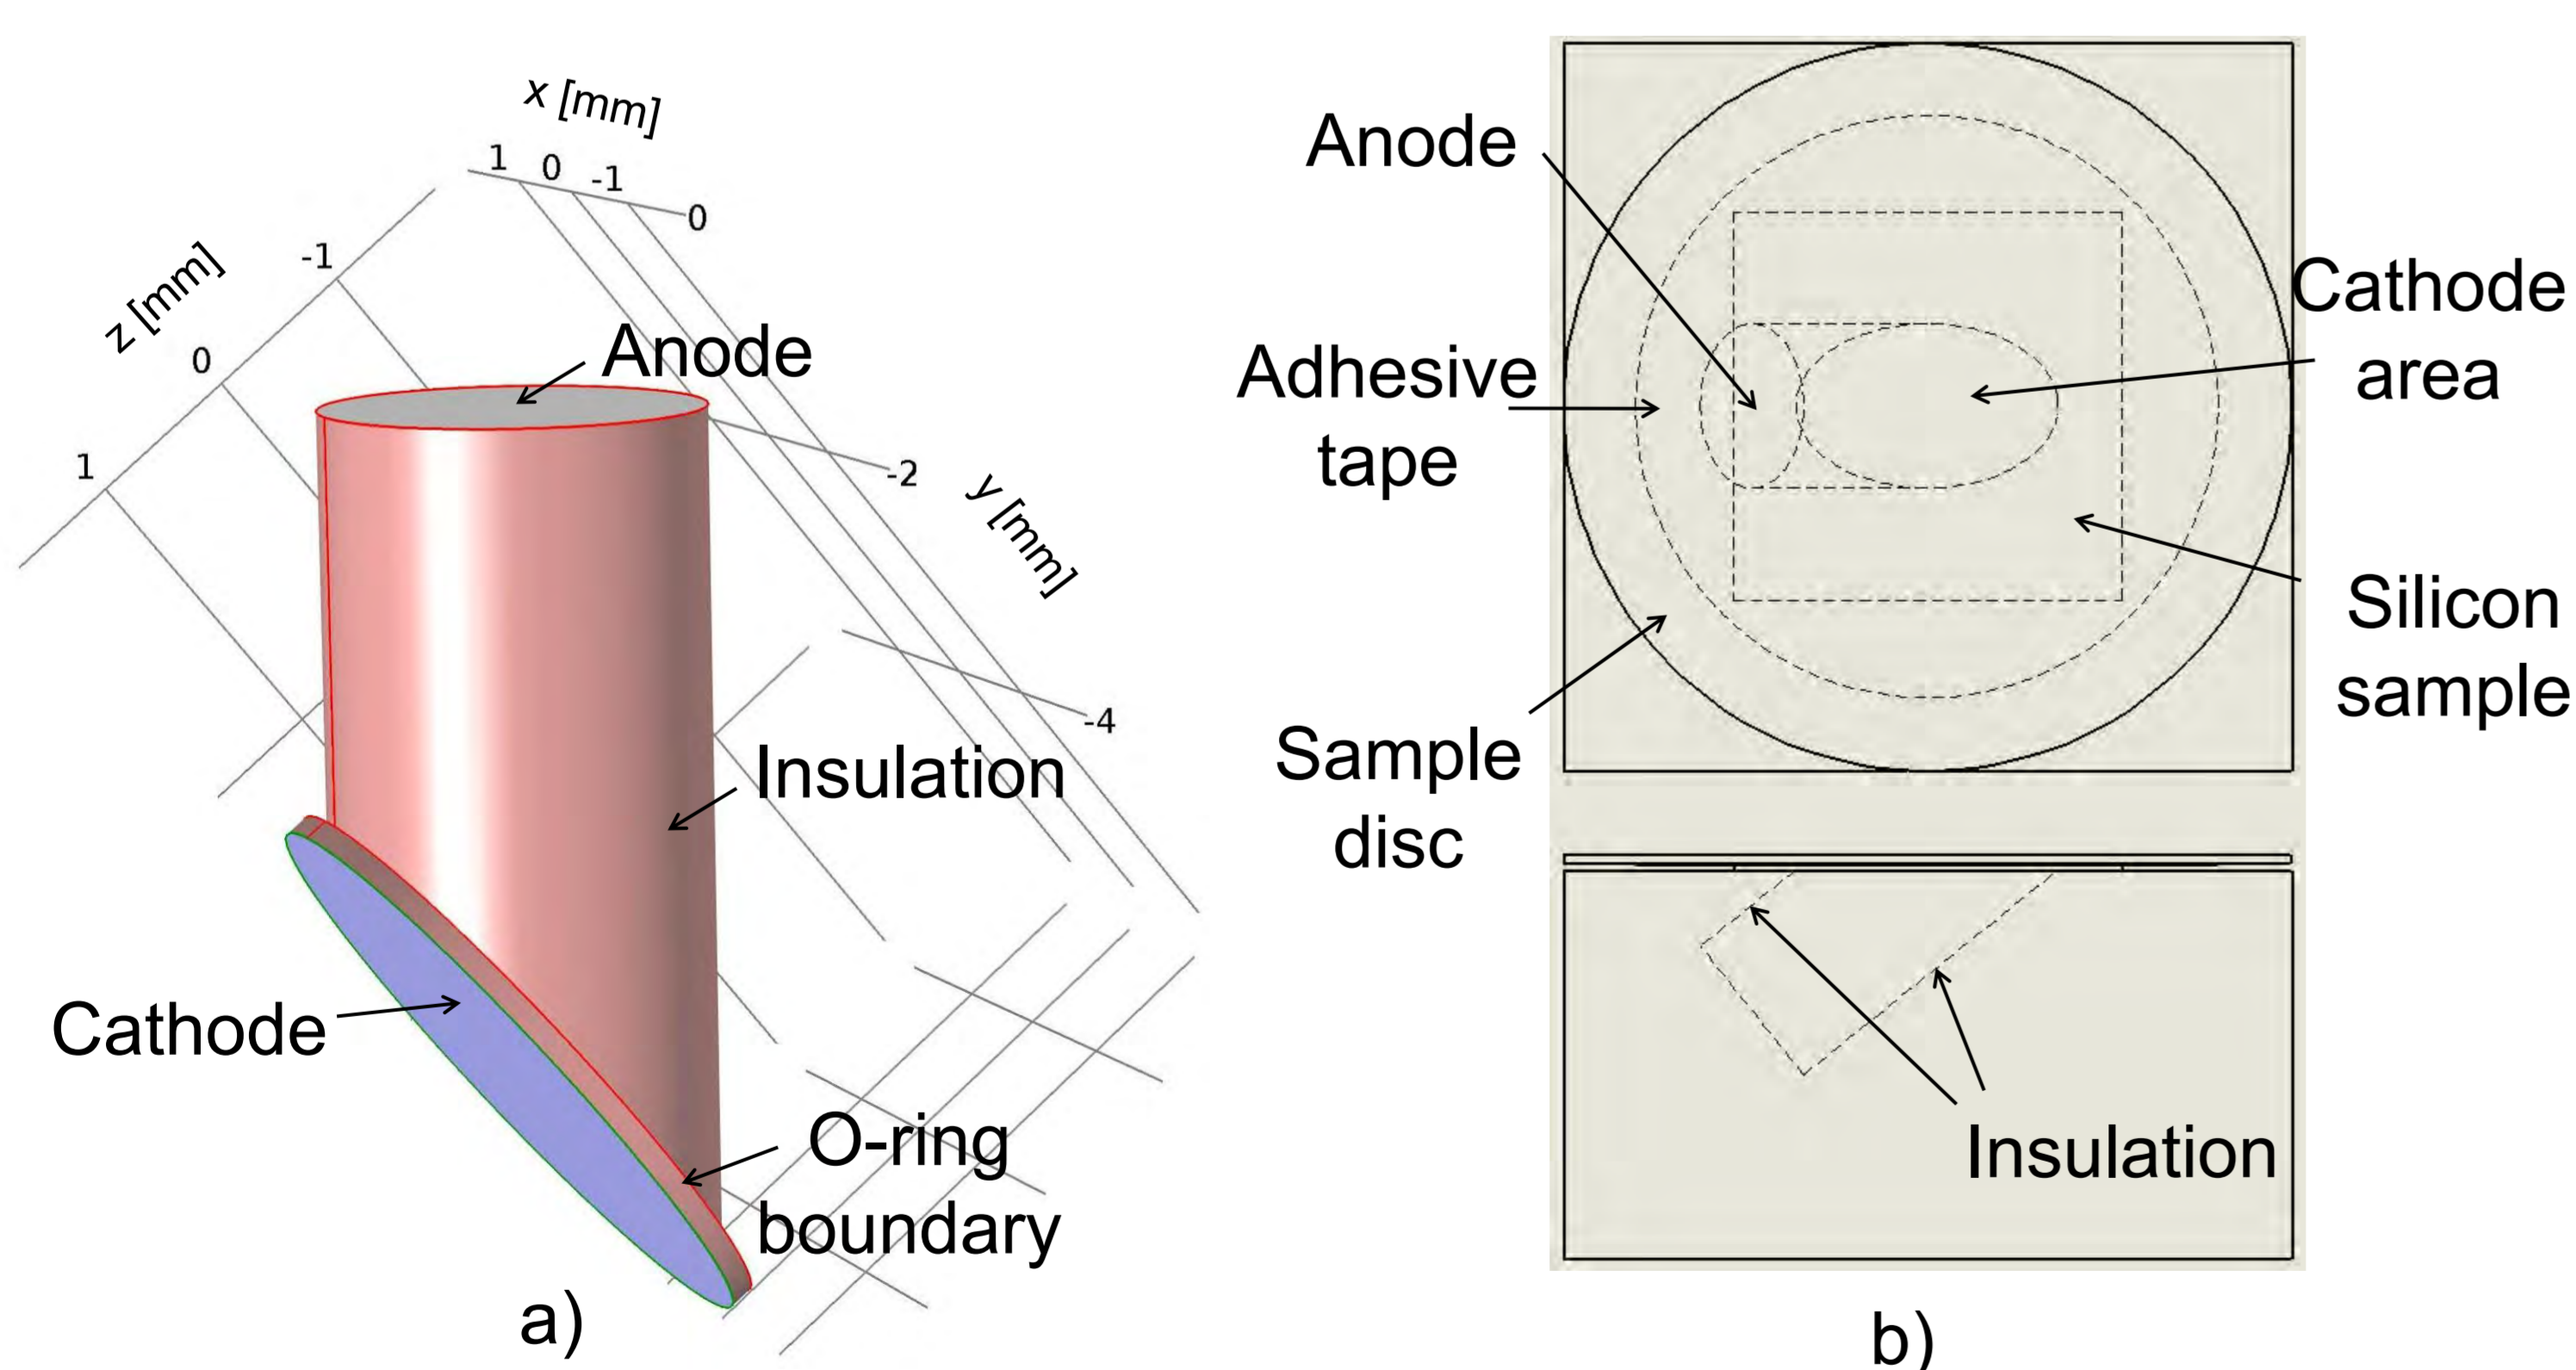 x [mm]
1 0 -1
0
-1
z [mm]
0
Anode
1
-2
y [mm]
-4
Insulation
Cathode
O-ring
boundary
a)
Anode
Cathode
area
Adhesive
tape
Silicon
sample
Sample
disc
Insulation
b)